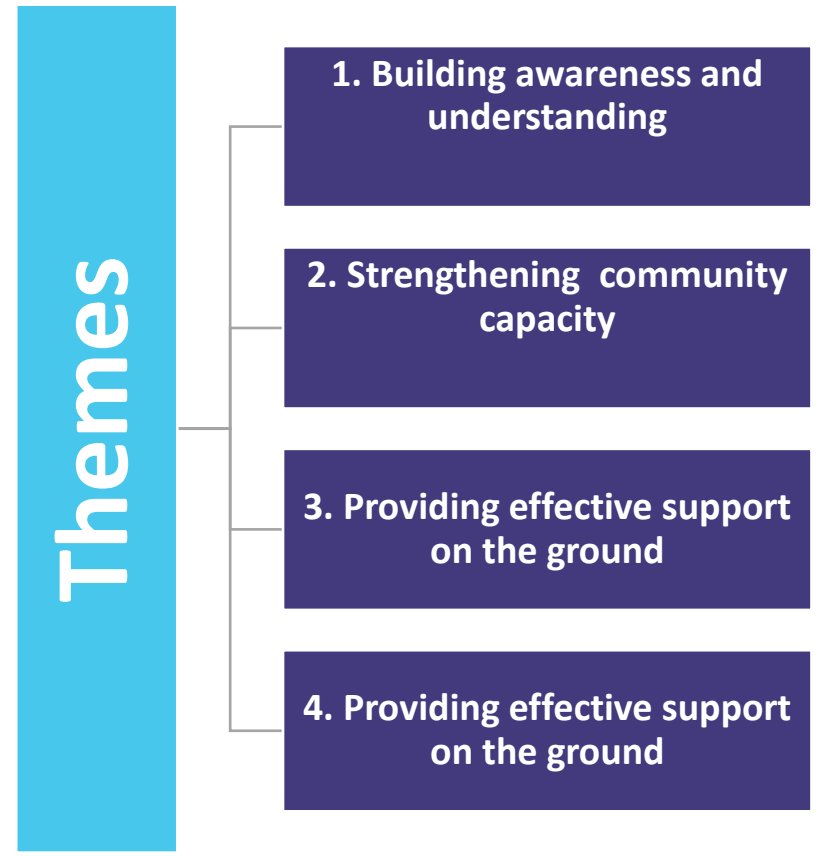 Themes
1. Building awareness and
understanding
2. Strengthening  community
capacity
3. Providing effective support
on the ground
4. Providing effective support
on the ground